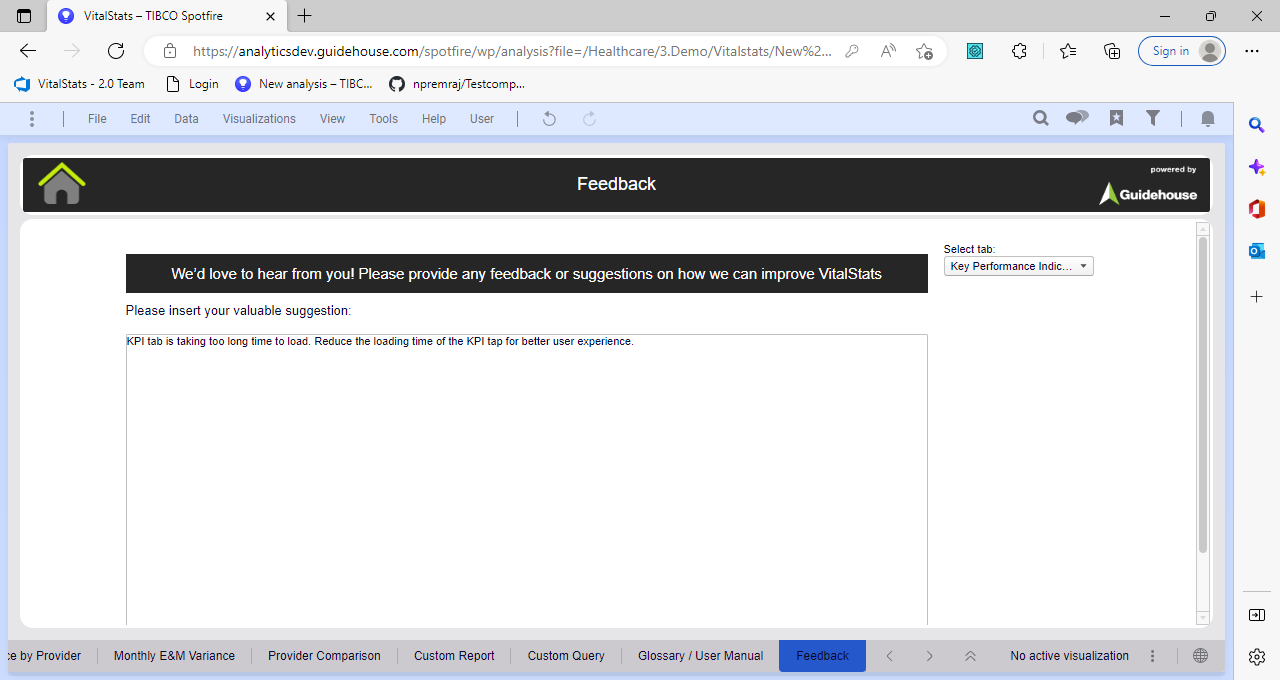 VitalStats – TIBCO Spotfire
https://analyticsdev.guidehouse.com/spotfire/wp/analysis?file=/Healthcare/3.Demo/Vitalstats/New%2...
Sign in
VitalStats - 2.0 Team
Login
New analysis – TIBC...
npremraj/Testcomp...
File Edit Data Visualizations View Tools Help User
Feedback
powered by
Guidehouse
We'd love to hear from you! Please provide any feedback or suggestions on how we can improve VitalStats
Select tab:
Key Performance Indic...
Please insert your valuable suggestion:
KPI tab is taking too long time to load. Reduce the loading time of the KPI tap for better user experience.
ce by Provider Monthly E&M Variance Provider Comparison Custom Report Custom Query Glossary / User Manual Feedback No active visualization